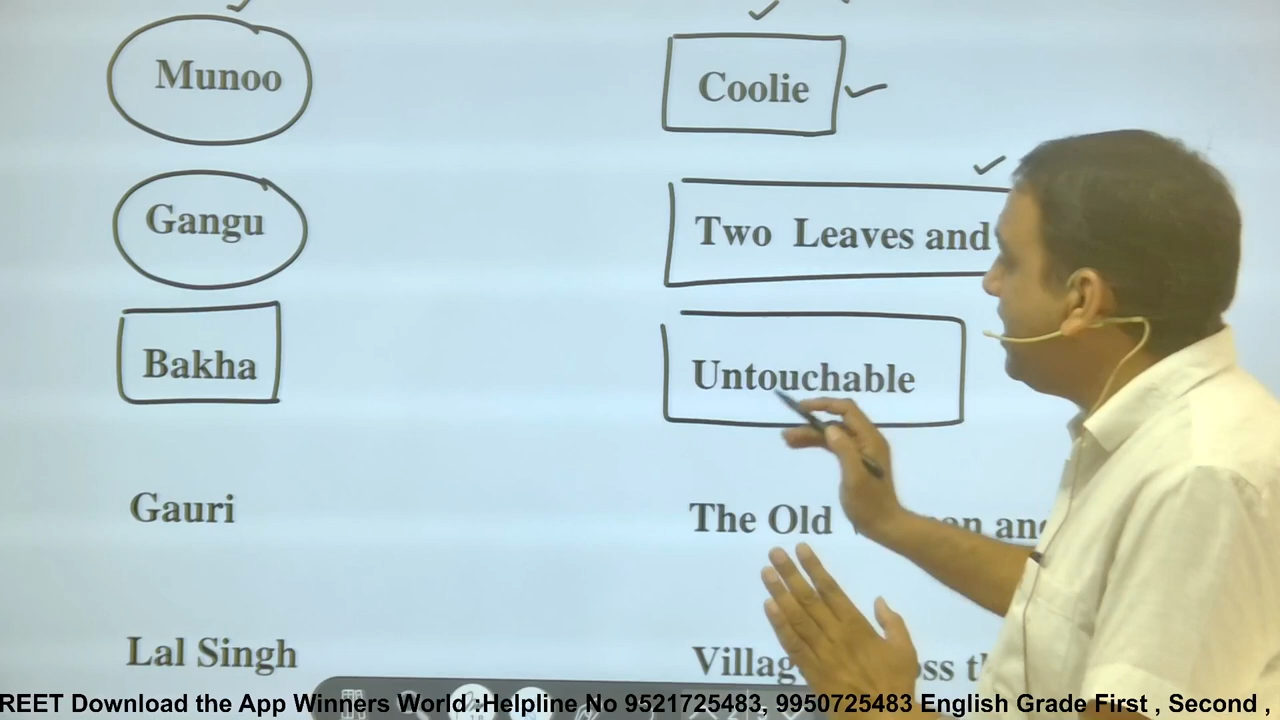 Munoo Coolie
Gangu Two Leaves and
Bakha Untouchable
Gauri The Old
Lal Singh
REET Download the App Winners World :Helpline No 9521725483, 9950725483 English Grade First , Second ,